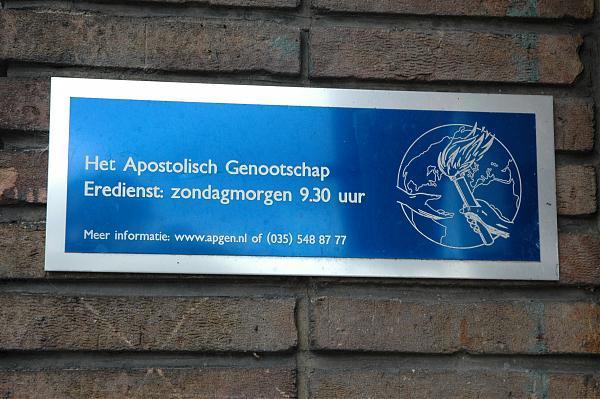 Het Apostolisch Genootschap
Eredienst: zondagmorgen 9.30 uur
Meer informatie: www.apgen.nl of (035) 548 87 77